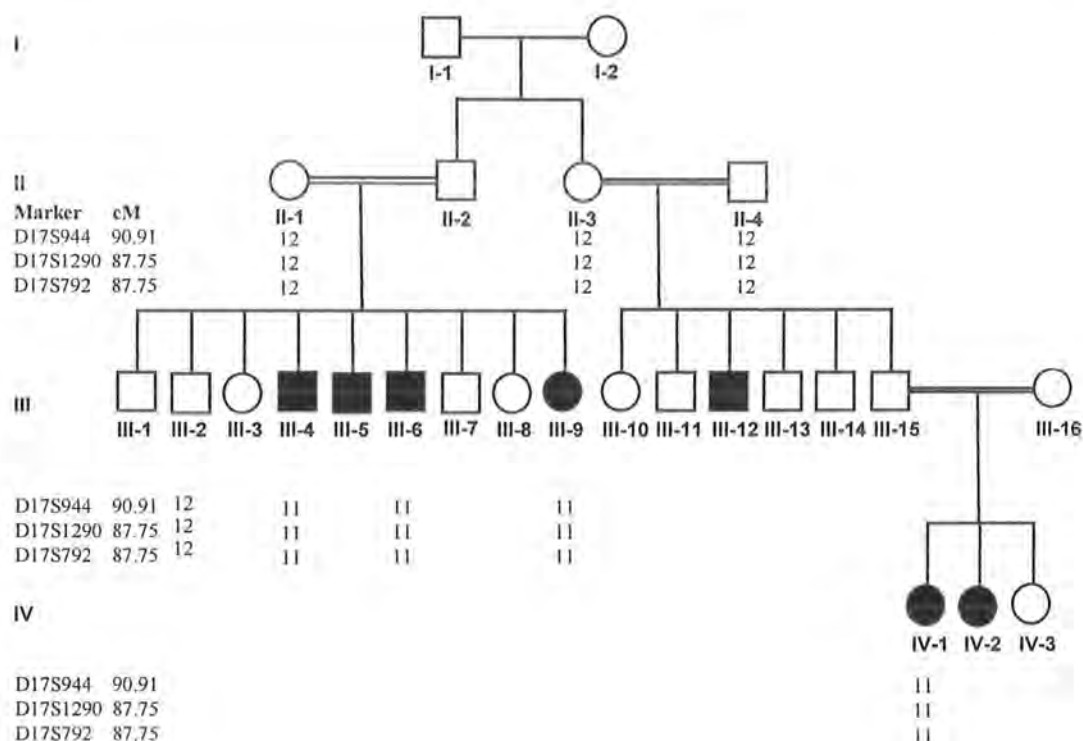 I
I-1 I-2
II
II-1 II-2 II-3 II-4
Marker cM
D17S944 90.91 12 12 12
D17S1290 87.75 12 12 12
D17S792 87.75 12 12 12
III
III-1 III-2 III-3 III-4 III-5 III-6 III-7 III-8 III-9 III-10 III-11 III-12 III-13 III-14 III-15 III-16
D17S944 90.91 12 11 11 11
D17S1290 87.75 12 11 11 11
D17S792 87.75 12 11 11 11
IV
IV-1 IV-2 IV-3
D17S944 90.91 11
D17S1290 87.75 11
D17S792 87.75 11